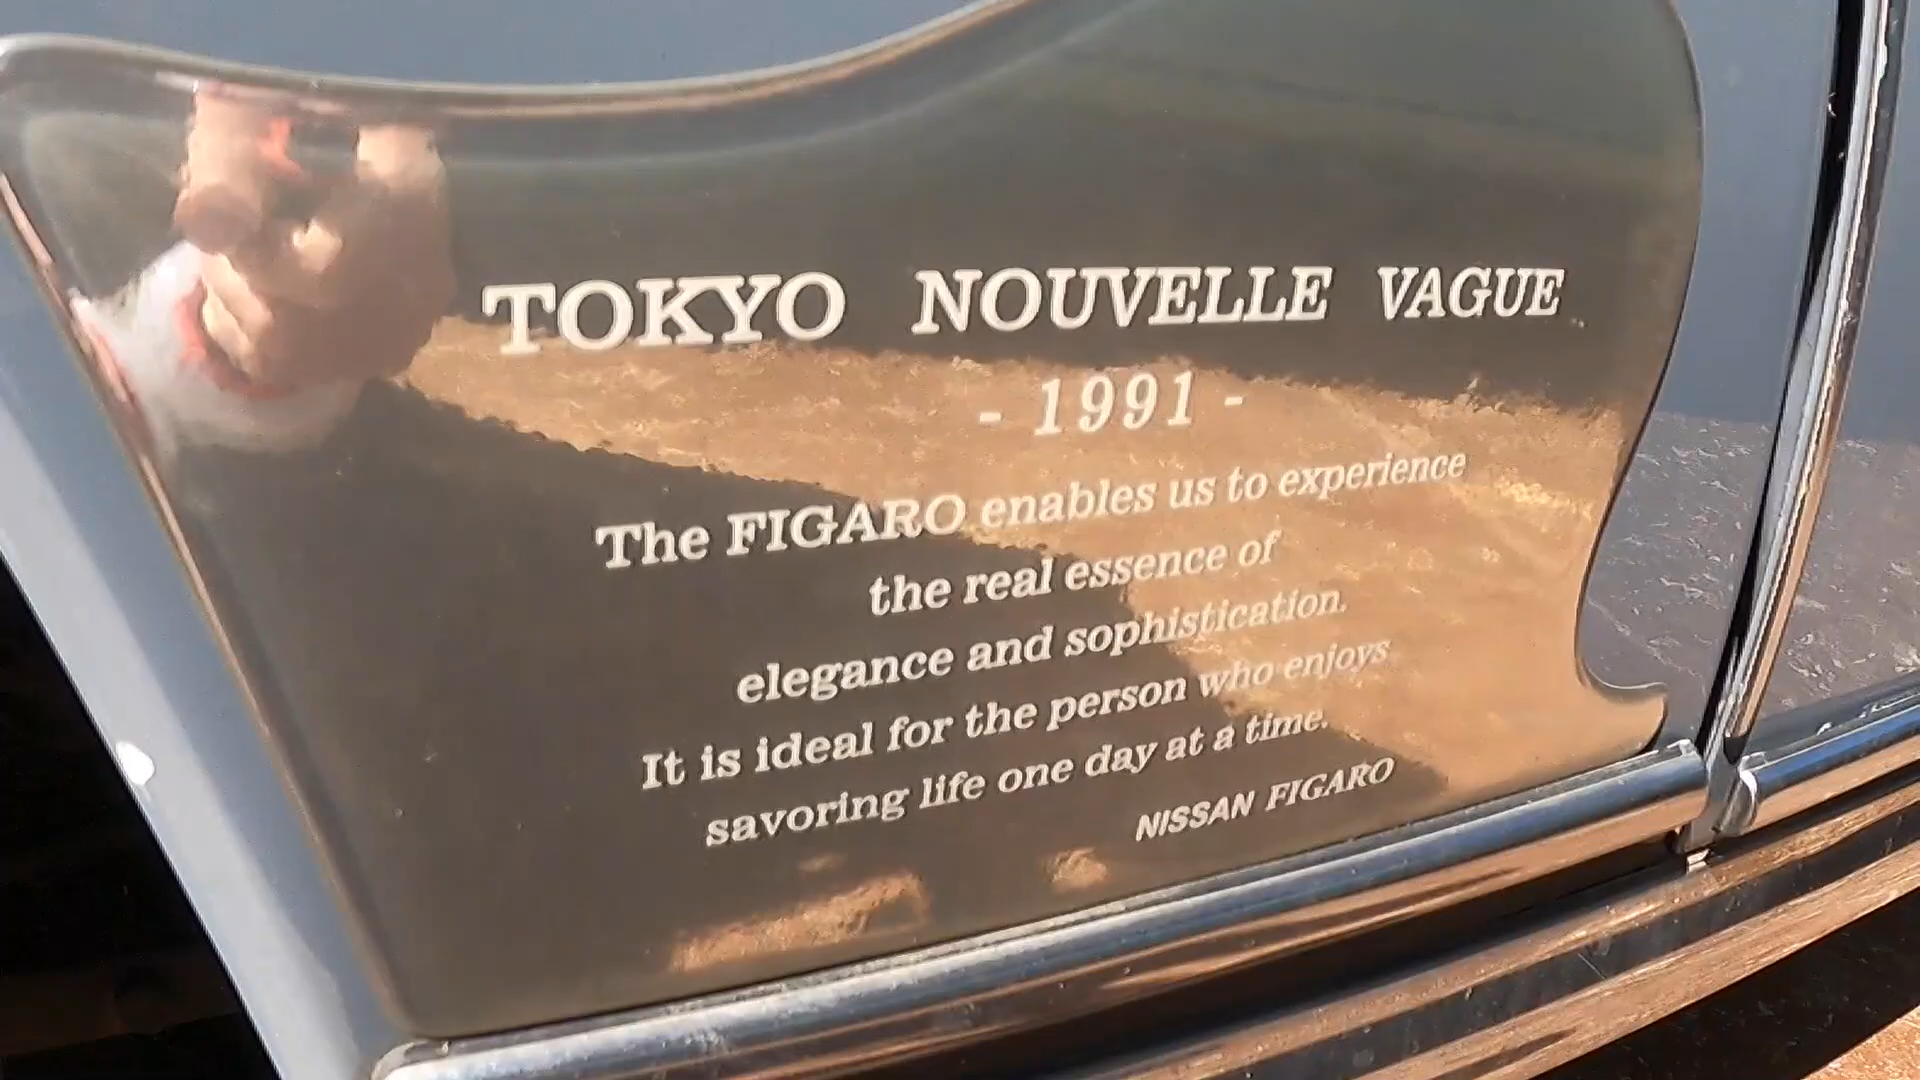 TOKYO NOUVELLE VAGUE
- 1991 -
The FIGARO enables us to experience
the real essence of
elegance and sophistication.
It is ideal for the person who enjoys
savoring life one day at a time.
NISSAN FIGARO